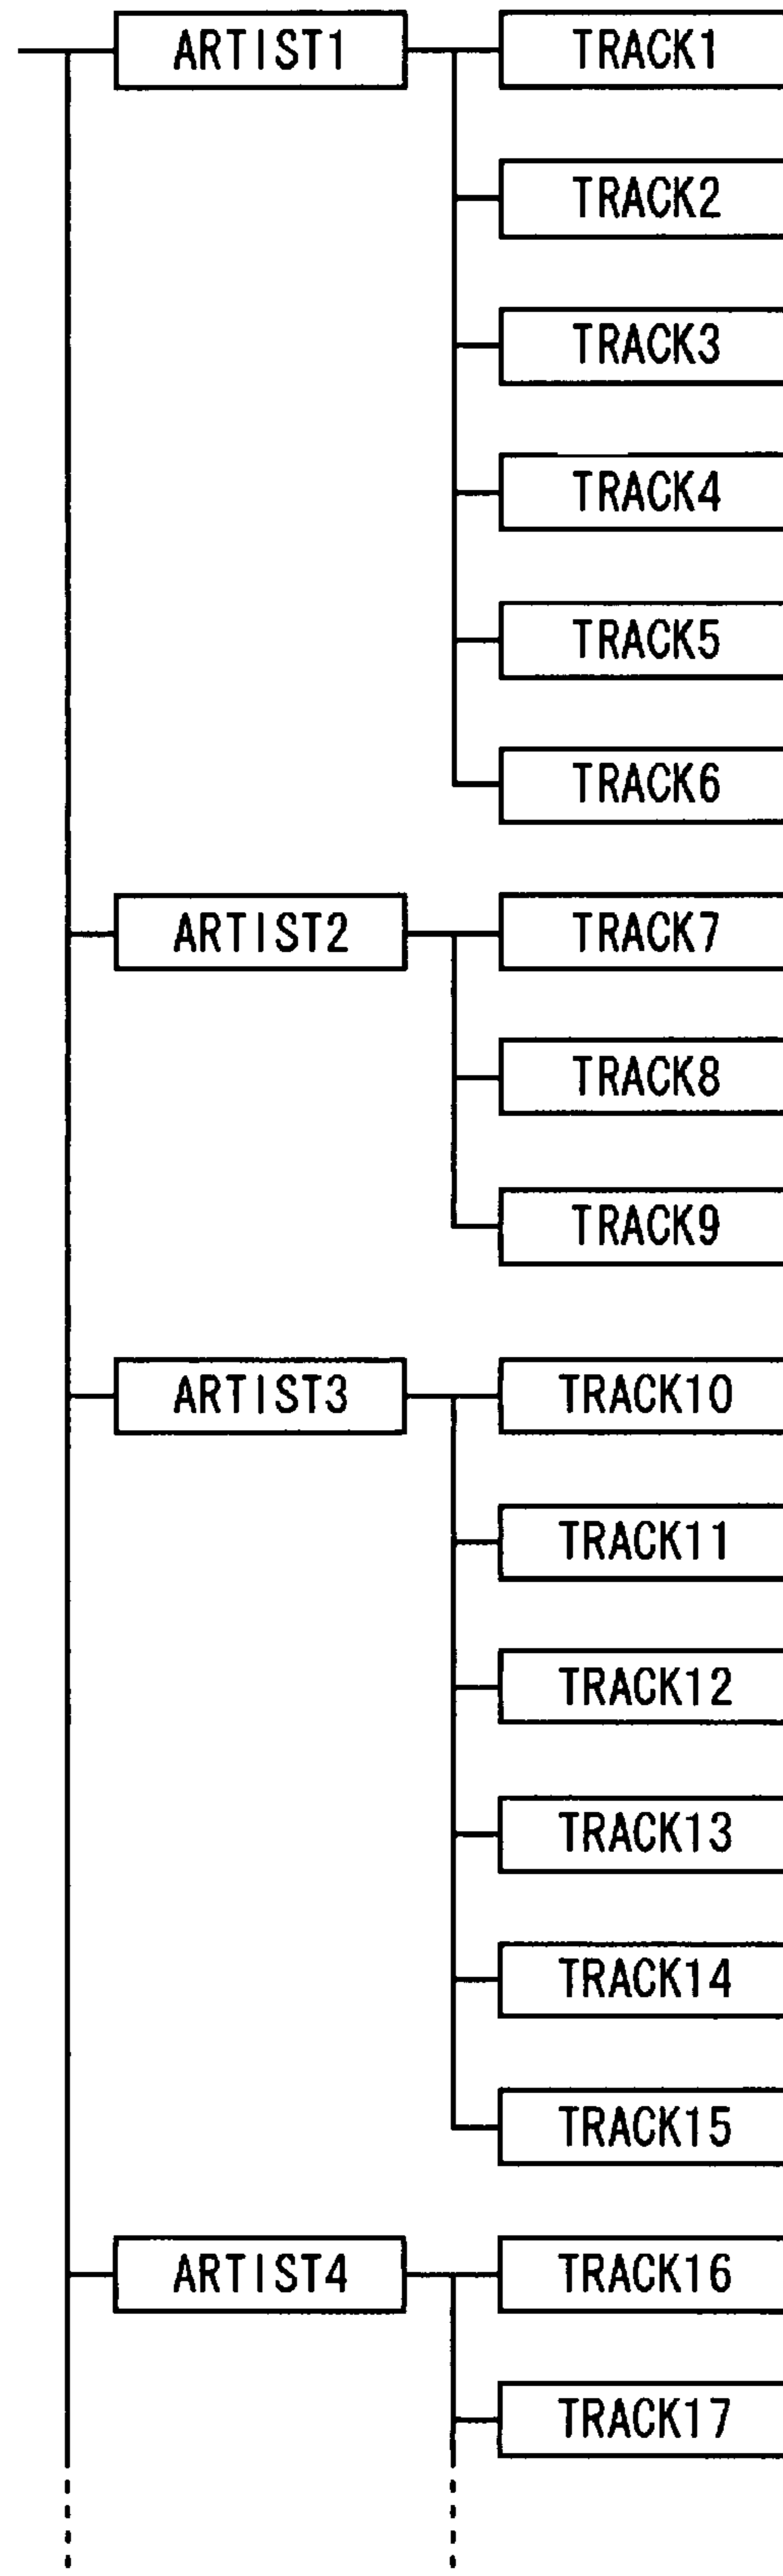 ARTIST1 TRACK1
TRACK2
TRACK3
TRACK4
TRACK5
TRACK6
ARTIST2 TRACK7
TRACK8
TRACK9
ARTIST3 TRACK10
TRACK11
TRACK12
TRACK13
TRACK14
TRACK15
ARTIST4 TRACK16
TRACK17